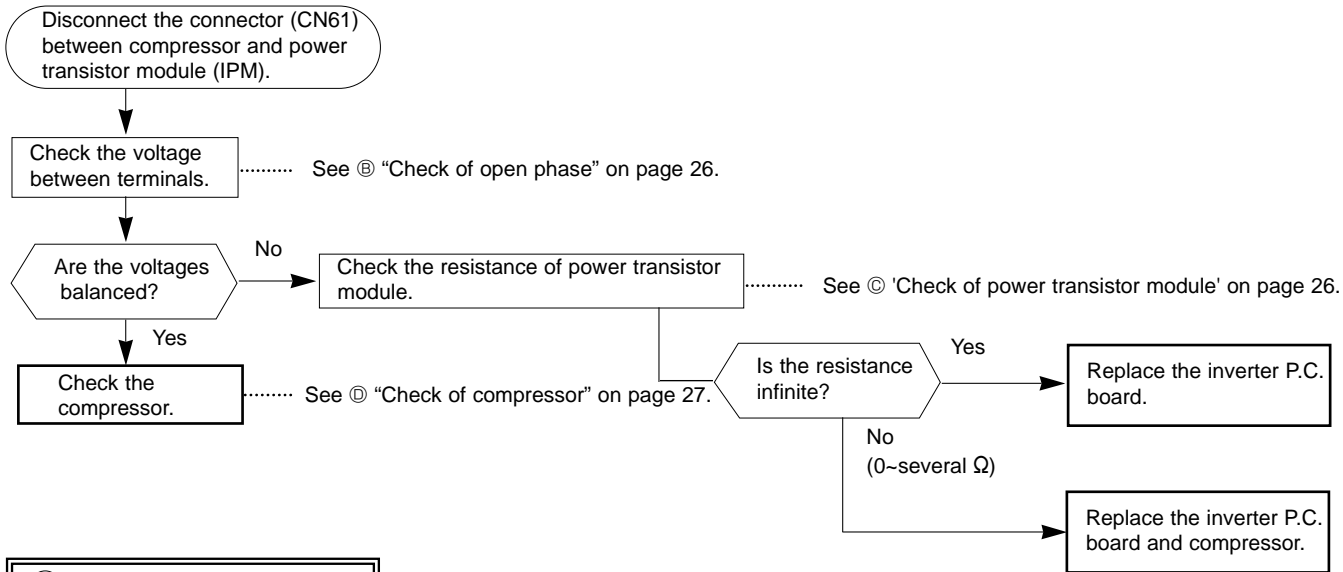 Disconnect the connector (CN61)
between compressor and power
transistor module (IPM).
Check the voltage
between terminals.
See Ⓑ “Check of open phase” on page 26.
Are the voltages
balanced?
No
Check the resistance of power transistor
module.
See Ⓒ 'Check of power transistor module' on page 26.
Yes
Check the
compressor.
See Ⓓ “Check of compressor” on page 27.
Is the resistance
infinite?
Yes
Replace the inverter P.C.
board.
No
(0~several Ω)
Replace the inverter P.C.
board and compressor.